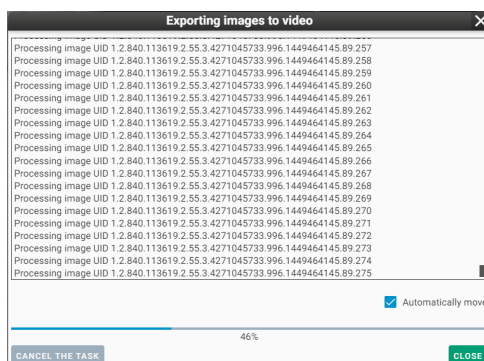 Exporting images to video
Processing image UID 1.2.840.113619.2.55.3.4271045733.996.1449464145.89.257
Processing image UID 1.2.840.113619.2.55.3.4271045733.996.1449464145.89.258
Processing image UID 1.2.840.113619.2.55.3.4271045733.996.1449464145.89.259
Processing image UID 1.2.840.113619.2.55.3.4271045733.996.1449464145.89.260
Processing image UID 1.2.840.113619.2.55.3.4271045733.996.1449464145.89.261
Processing image UID 1.2.840.113619.2.55.3.4271045733.996.1449464145.89.262
Processing image UID 1.2.840.113619.2.55.3.4271045733.996.1449464145.89.263
Processing image UID 1.2.840.113619.2.55.3.4271045733.996.1449464145.89.264
Processing image UID 1.2.840.113619.2.55.3.4271045733.996.1449464145.89.265
Processing image UID 1.2.840.113619.2.55.3.4271045733.996.1449464145.89.266
Processing image UID 1.2.840.113619.2.55.3.4271045733.996.1449464145.89.267
Processing image UID 1.2.840.113619.2.55.3.4271045733.996.1449464145.89.268
Processing image UID 1.2.840.113619.2.55.3.4271045733.996.1449464145.89.269
Processing image UID 1.2.840.113619.2.55.3.4271045733.996.1449464145.89.270
Processing image UID 1.2.840.113619.2.55.3.4271045733.996.1449464145.89.271
Processing image UID 1.2.840.113619.2.55.3.4271045733.996.1449464145.89.272
Processing image UID 1.2.840.113619.2.55.3.4271045733.996.1449464145.89.273
Processing image UID 1.2.840.113619.2.55.3.4271045733.996.1449464145.89.274
Processing image UID 1.2.840.113619.2.55.3.4271045733.996.1449464145.89.275
Automatically move
46%
CANCEL THE TASK
CLOSE